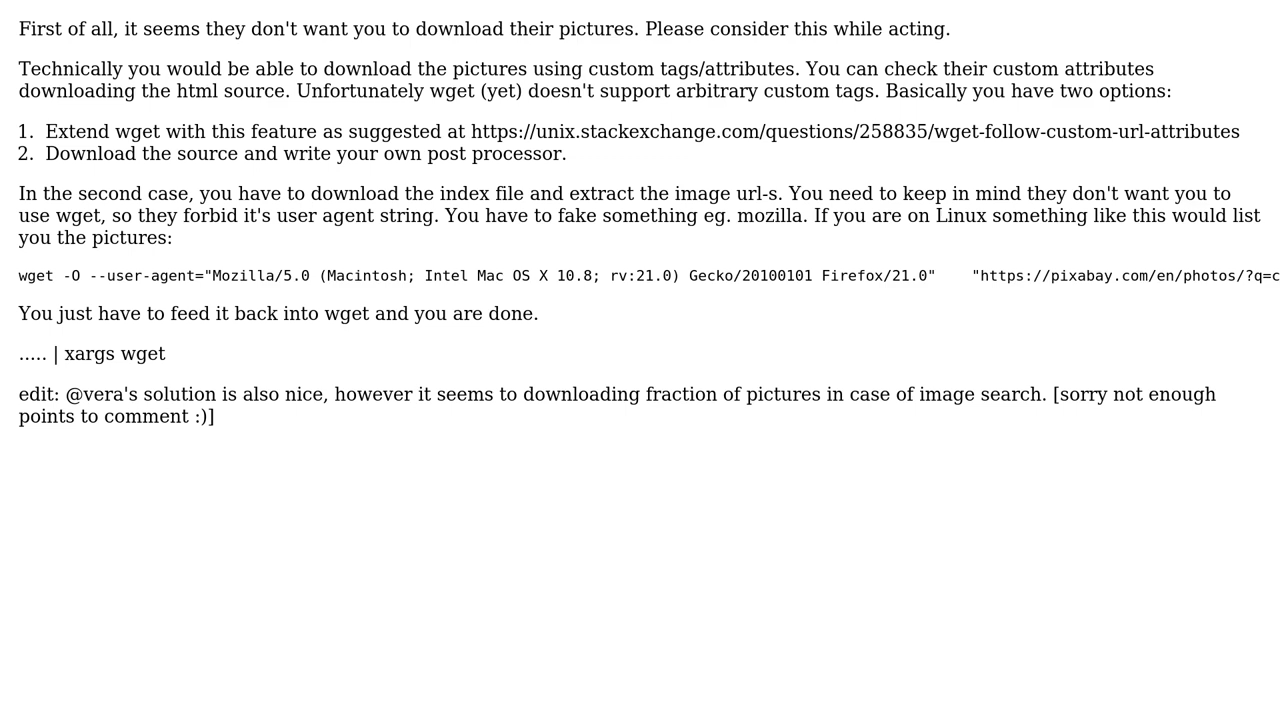 First of all, it seems they don't want you to download their pictures. Please consider this while acting.
Technically you would be able to download the pictures using custom tags/attributes. You can check their custom attributes
downloading the html source. Unfortunately wget (yet) doesn't support arbitrary custom tags. Basically you have two options:
1. Extend wget with this feature as suggested at https://unix.stackexchange.com/questions/258835/wget-follow-custom-url-attributes
2. Download the source and write your own post processor.
In the second case, you have to download the index file and extract the image url-s. You need to keep in mind they don't want you to
use wget, so they forbid it's user agent string. You have to fake something eg. mozilla. If you are on Linux something like this would list
you the pictures:
wget -O --user-agent="Mozilla/5.0 (Macintosh; Intel Mac OS X 10.8; rv:21.0) Gecko/20100101 Firefox/21.0"    "https://pixabay.com/en/photos/?q=c
You just have to feed it back into wget and you are done.
..... | xargs wget
edit: @vera's solution is also nice, however it seems to downloading fraction of pictures in case of image search. [sorry not enough
points to comment :)]